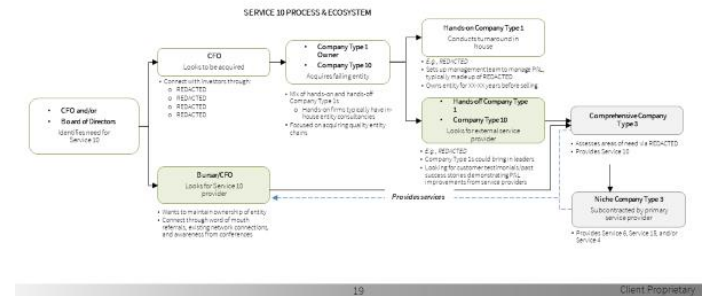 SERVICE 10 PROCESS & ECOSYSTEM
• CFO and/or
• Board of Directors
Identifies need for
Service 10
CFO
Looks to be acquired
• Connect with investors through:
o REDACTED
o REDACTED
o REDACTED
o REDACTED
• Company Type 1
Owner
• Company Type 10
Acquires failing entity
• Mix of hands-on and hands-off
Company Type 1s
o Hands-on firms typically have in-
house entity consultancies
• Focused on acquiring quality entity
chains
Hands-on Company Type 1
Conducts turnaround in
house
• E.g., REDACTED
• Sets up management team to manage P&L,
typically made up of REDACTED
• Owns entity for XX-XX years before selling
• Hands-off Company Type
1
• Company Type 10
Looks for external service
provider
• E.g., REDACTED
• Company Type 1s could bring in leaders
• Looking for customer testimonials/past
success stories demonstrating P&L
improvements from service providers
Bursar/CFO
Looks for Service 10
provider
• Wants to maintain ownership of entity
• Connect through word of mouth
referrals, existing network connections,
and awareness from conferences
Provides services
Comprehensive Company
Type 3
• Assesses areas of need via REDACTED
• Provides Service 10
Niche Company Type 3
Subcontracted by primary
service provider
• Provides Service 6, Service 13, and/or
Service 4
19
Client Proprietary